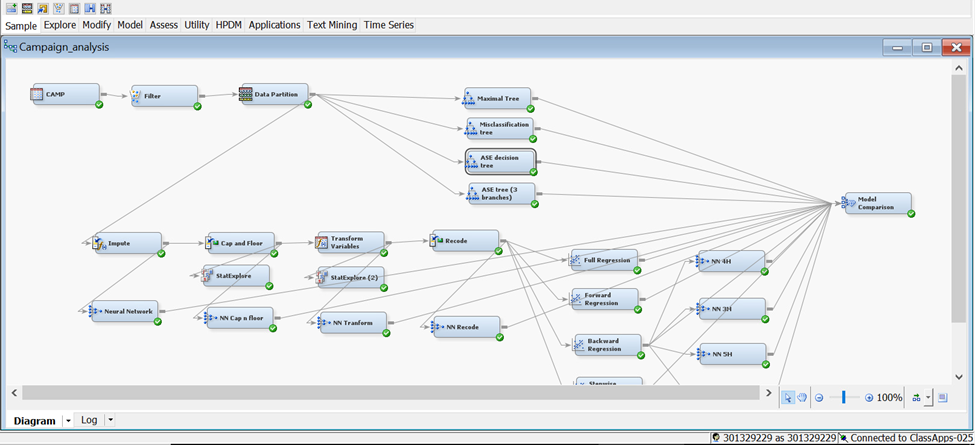 Sample Explore Modify Model Assess Utility HPDM Applications Text Mining Time Series
Campaign_analysis
CAMP
Filter
Data Partition
Maximal Tree
Misclassification
tree
ASE decision
tree
ASE tree (3
branches)
Model
Comparison
Impute
Cap and Floor
Transform
Variables
Recode
StatExplore
StatExplore (2)
Full Regression
NN 4H
Neural Network
NN Cap n floor
NN Tranform
NN Recode
Forward
Regression
NN 3H
Backward
Regression
NN 5H
Stepwise
100%
Diagram Log
301329229 as 301329229 Connected to ClassApps-025